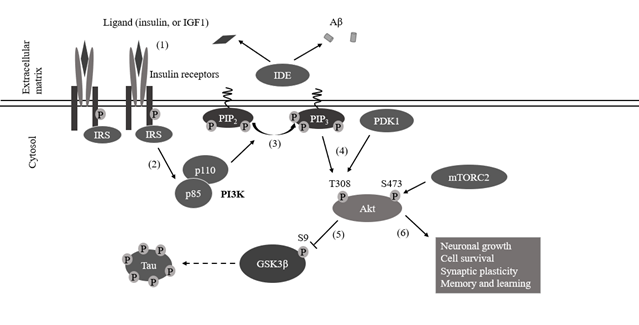 Ligand (insulin, or IGF1)
Aβ
(1)
Extracellular
matrix
Insulin receptors
IDE
P
P
PIP2
P
P
P
PIP3
P
P
PDK1
IRS
IRS
(3)
Cytosol
(2)
(4)
p110
p85
PI3K
T308
S473
mTORC2
P
P
Akt
S9
(5)
(6)
P
P
P
P
P
Tau
P
P
P
GSK3β
Neuronal growth
Cell survival
Synaptic plasticity
Memory and learning